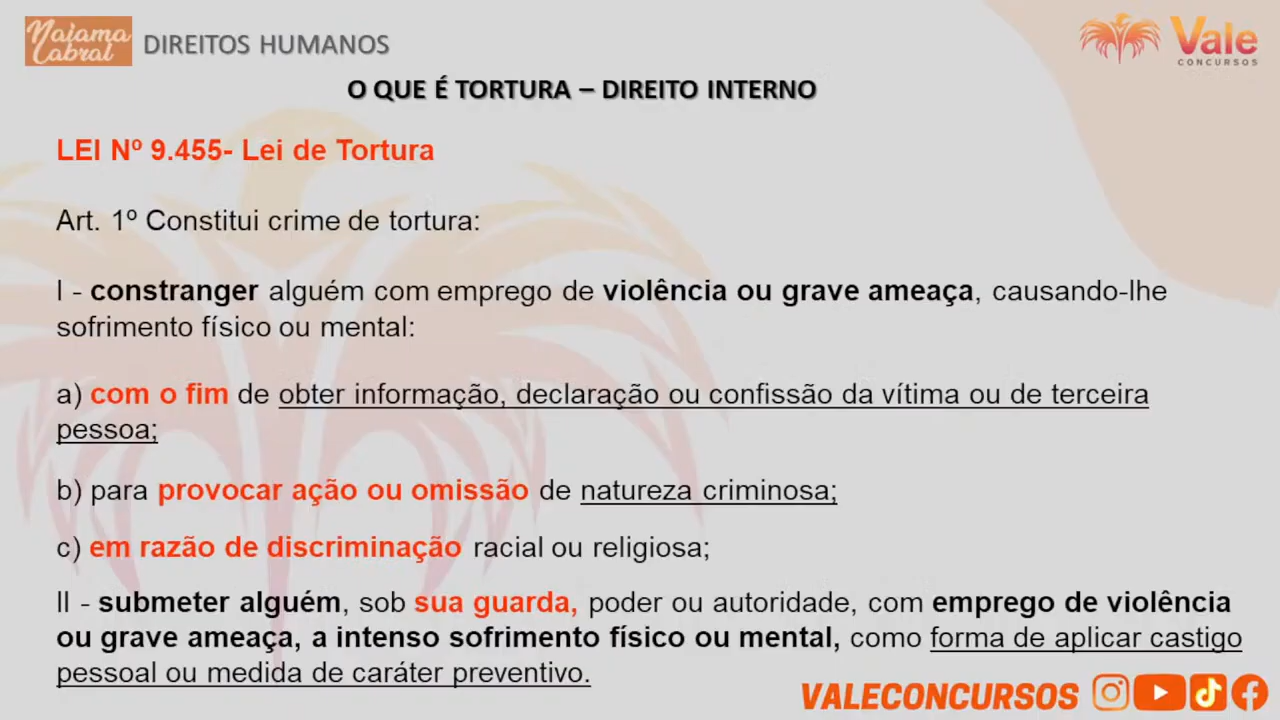 Naiama
Cabral
DIREITOS HUMANOS
Vale
CONCURSOS
O QUE É TORTURA – DIREITO INTERNO
LEI Nº 9.455- Lei de Tortura
Art. 1º Constitui crime de tortura:
I - constranger alguém com emprego de violência ou grave ameaça, causando-lhe
sofrimento físico ou mental:
a) com o fim de obter informação, declaração ou confissão da vítima ou de terceira
pessoa;
b) para provocar ação ou omissão de natureza criminosa;
c) em razão de discriminação racial ou religiosa;
II - submeter alguém, sob sua guarda, poder ou autoridade, com emprego de violência
ou grave ameaça, a intenso sofrimento físico ou mental, como forma de aplicar castigo
pessoal ou medida de caráter preventivo.
VALECONCURSOS